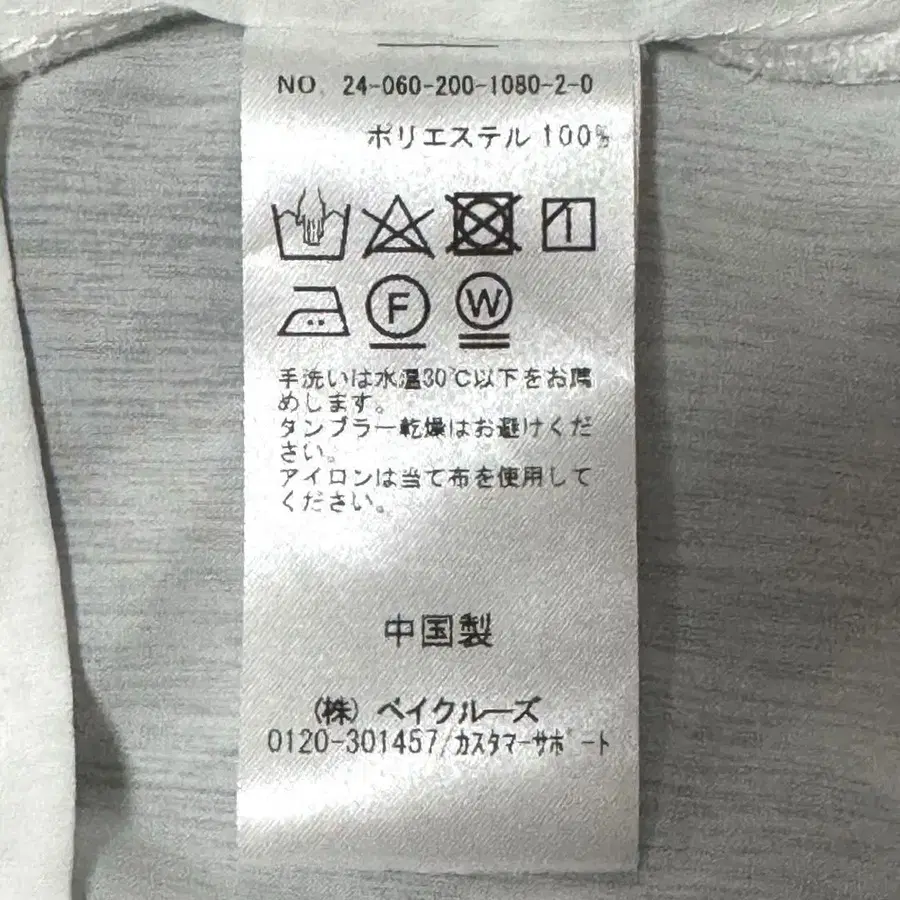 NO. 24-060-200-1080-2-0
ポリエステル 100%
F W
手洗いは水温30℃以下をお勧
めします。
タンブラー乾燥はお避けくだ
さい。
アイロンは当て布を使用して
ください。
中国製
(株) ベイクルーズ
0120-301457/カスタマーサポート